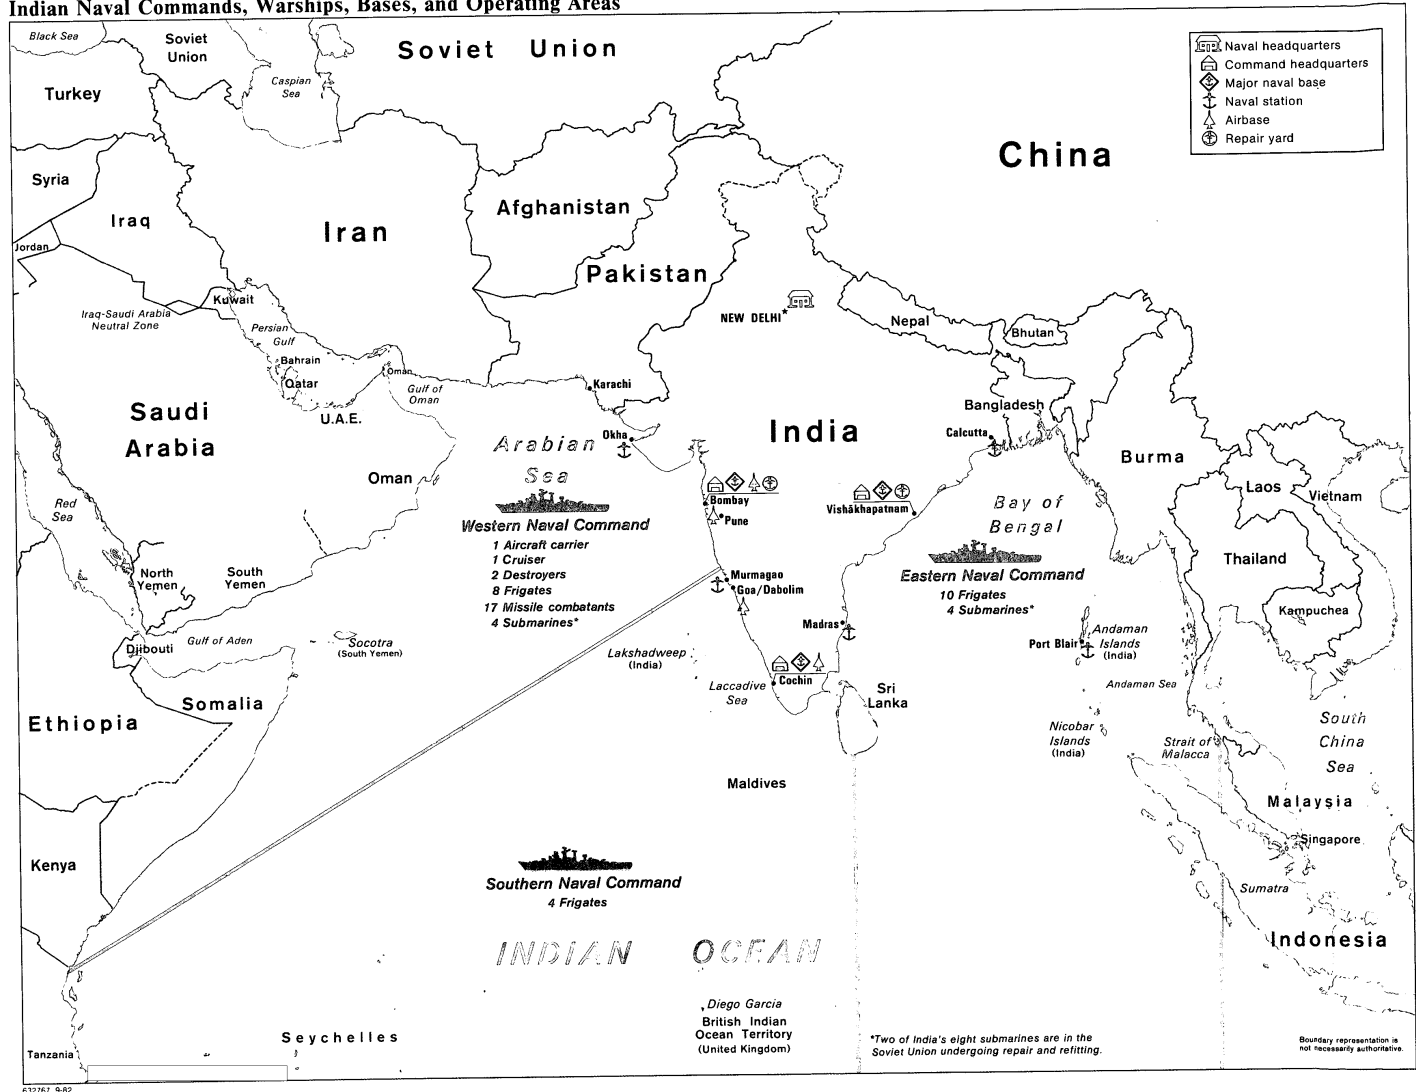 Indian Naval Commands, Warships, Bases, and Operating Areas
Black Sea
Soviet
Union
Soviet Union
Caspian
Sea
Turkey
Naval headquarters
Command headquarters
Major naval base
Naval station
Airbase
Repair yard
China
Syria
Iraq
Jordan
Iran
Afghanistan
Pakistan
Kuwait
Iraq-Saudi Arabia
Neutral Zone
Persian
Gulf
Bahrain
Qatar
U.A.E.
Oman
Gulf of
Oman
Karachi
NEW DELHI
Nepal
Bhutan
Bangladesh
Calcutta
India
Burma
Saudi
Arabia
Oman
Okha
Arabian
Sea
Western Naval Command
1 Aircraft carrier
1 Cruiser
2 Destroyers
8 Frigates
17 Missile combatants
4 Submarines*
Bombay
Pune
Vishākhapatnam
Bay of
Bengal
Eastern Naval Command
10 Frigates
4 Submarines*
Laos
Vietnam
Thailand
Kampuchea
Red
Sea
North
Yemen
South
Yemen
Djibouti
Gulf of Aden
Socotra
(South Yemen)
Murmagao
Goa/Dabolim
Madras
Port Blair
Andaman
Islands
(India)
Andaman Sea
Lakshadweep
(India)
Laccadive
Sea
Cochin
Sri
Lanka
Nicobar
Islands
(India)
Strait of
Malacca
South
China
Sea
Ethiopia
Somalia
Maldives
Malaysia
Singapore
Kenya
Southern Naval Command
4 Frigates
Sumatra
Indonesia
INDIAN OCEAN
Diego Garcia
British Indian
Ocean Territory
(United Kingdom)
Seychelles
Tanzania
*Two of India's eight submarines are in the
Soviet Union undergoing repair and refitting.
Boundary representation is
not necessarily authoritative.
632767 9-82